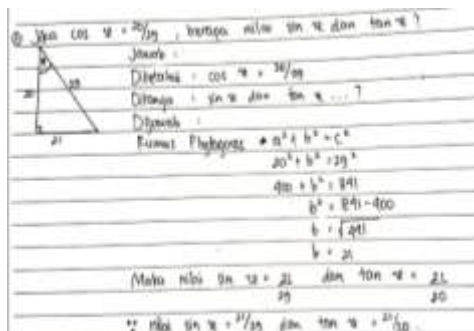 Jika cos α = 20/29, berapa nilai sin α dan tan α ?
Jawab :
Diketahui : cos α = 20/29
Ditanya : sin α dan tan α ... ?
Dijawab :
Rumus Phytagoras • a² + b² = c²
20² + b² = 29²
400 + b² = 841
b² = 841 - 400
b = √441
b = 21
20
29
21
Maka nilai sin α = 21/29 dan tan α = 21/20
∴ nilai sin α = 21/29 dan tan α = 21/20